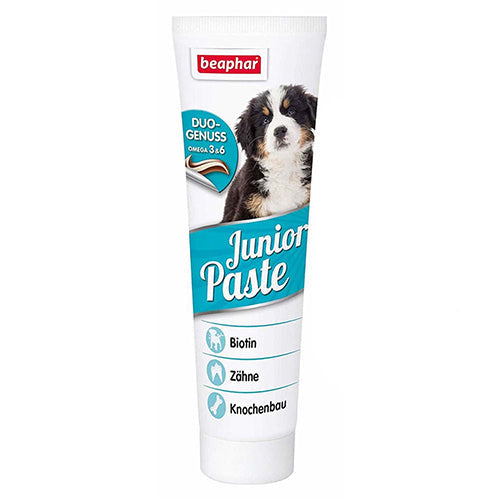 beaphar
DUO-
GENUSS
OMEGA 3&6
Junior
Paste
Biotin
Zähne
Knochenbau